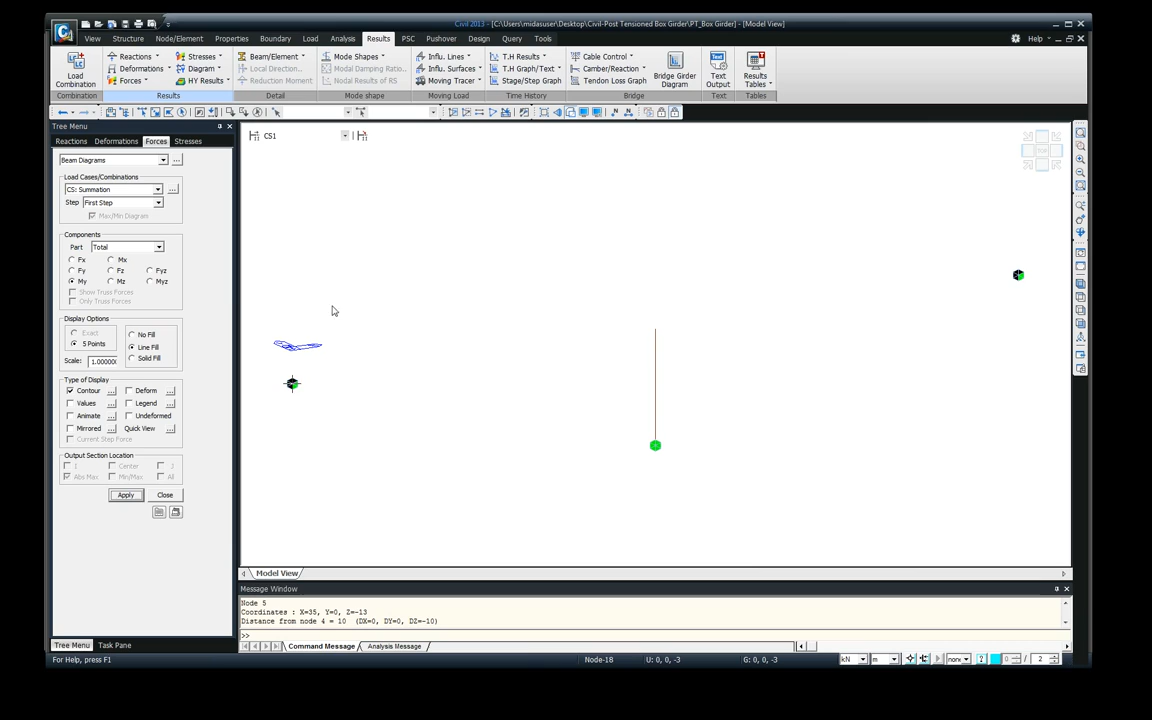 Civil 2013 - [C:\Users\midasuser\Desktop\Civil-Post Tensioned Box Girder\PT_Box Girder] - [Model View]
View Structure Node/Element Properties Boundary Load Analysis Results PSC Pushover Design Query Tools Help
Load Combination
Reactions
Deformations
Forces
Stresses
Diagram
HY Results
Beam/Element
Local Direction...
Reduction Moment
Mode Shapes
Nodal Damping Ratio...
Nodal Results of RS
Influ. Lines
Influ. Surfaces
Moving Tracer
T.H Results
T.H Graph/Text
Stage/Step Graph
Cable Control
Camber/Reaction
Tendon Loss Graph
Bridge Girder Diagram
Text Output
Results Tables
Combination Results Detail Mode shape Moving Load Time History Bridge Text Tables
Tree Menu
Reactions Deformations Forces Stresses
Beam Diagrams ...
Load Cases/Combinations
CS: Summation ...
Step First Step
Max/Min Diagram
Components
Part Total
Fx Mx
Fy Fz Fyz
My Mz Myz
Show Truss Forces
Only Truss Forces
Display Options
Exact
5 Points
No Fill
Line Fill
Solid Fill
Scale: 1.00000
Type of Display
Contour ... Deform ...
Values ... Legend ...
Animate ... Undeformed
Mirrored ... Quick View ...
Current Step Force
Output Section Location
I Center J
Abs Max Min/Max All
Apply Close
CS1
TOP
Model View
Message Window
Node 5
Coordinates : X=35, Y=0, Z=-13
Distance from node 4 = 10 (DX=0, DY=0, DZ=-10)
>>
Tree Menu Task Pane
Command Message Analysis Message
For Help, press F1
Node-18 U: 0, 0, -3 G: 0, 0, -3 kN m none ? 0 / 2